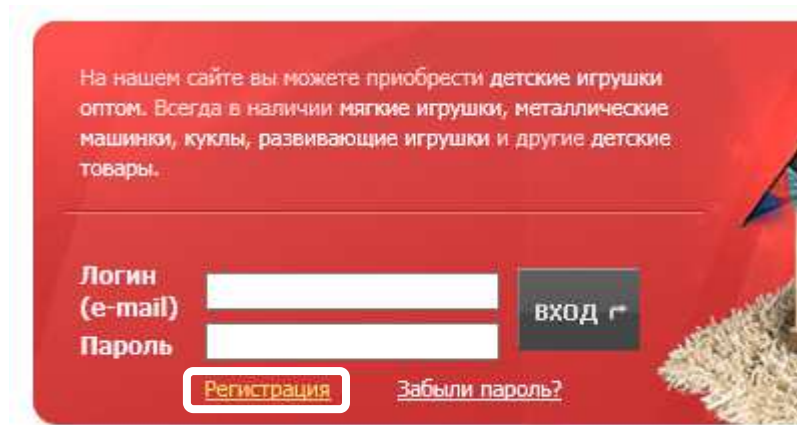 На нашем сайте вы можете приобрести детские игрушки
оптом. Всегда в наличии мягкие игрушки, металлические
машинки, куклы, развивающие игрушки и другие детские
товары.
Логин
(e-mail)
Пароль
вход
Регистрация
Забыли пароль?